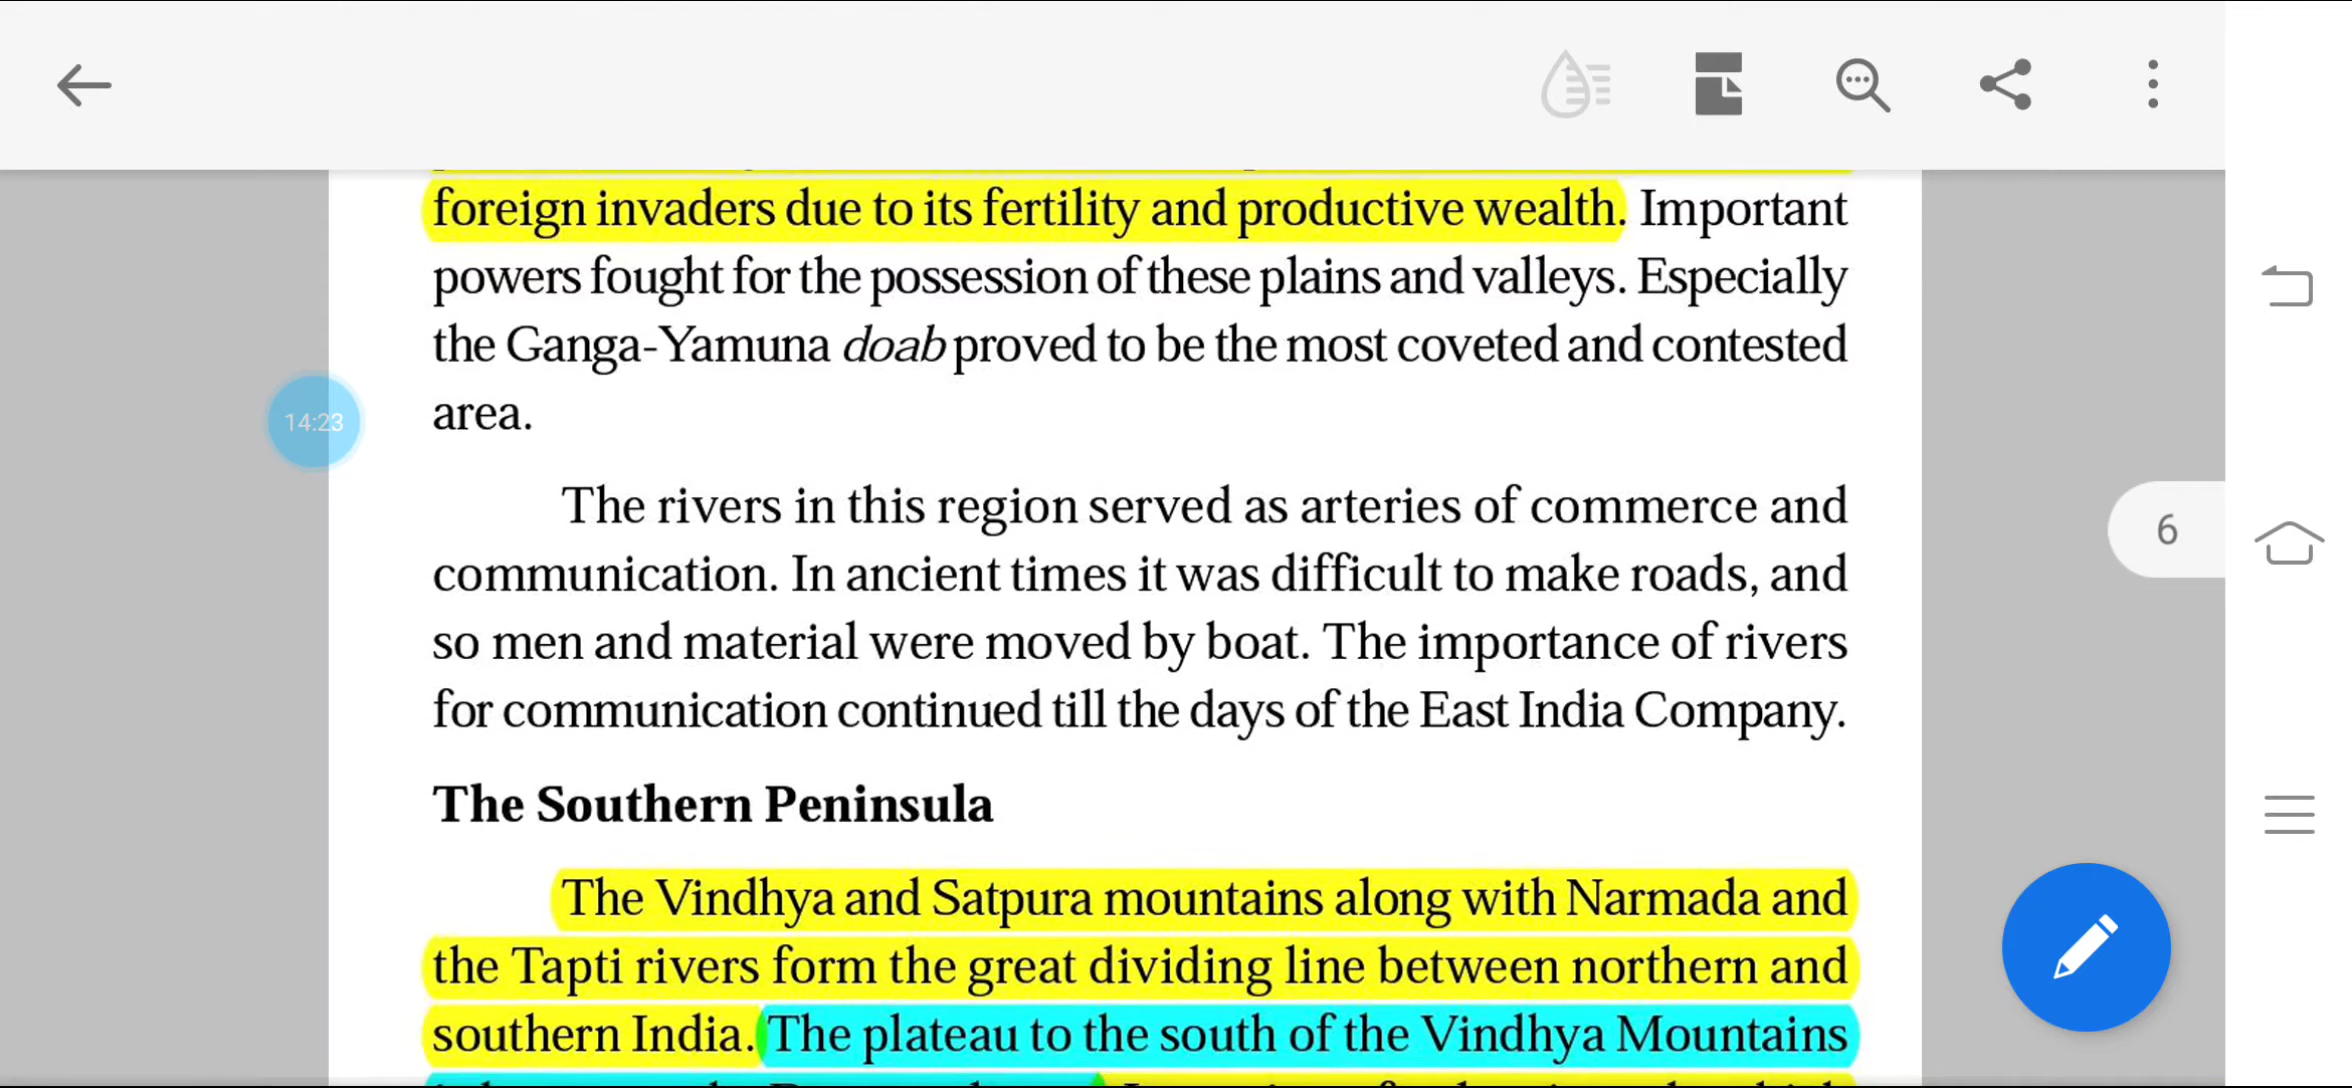 foreign invaders due to its fertility and productive wealth. Important
powers fought for the possession of these plains and valleys. Especially
the Ganga-Yamuna doab proved to be the most coveted and contested
area.
14:23
The rivers in this region served as arteries of commerce and
communication. In ancient times it was difficult to make roads, and
so men and material were moved by boat. The importance of rivers
for communication continued till the days of the East India Company.
6
The Southern Peninsula
The Vindhya and Satpura mountains along with Narmada and
the Tapti rivers form the great dividing line between northern and
southern India. The plateau to the south of the Vindhya Mountains